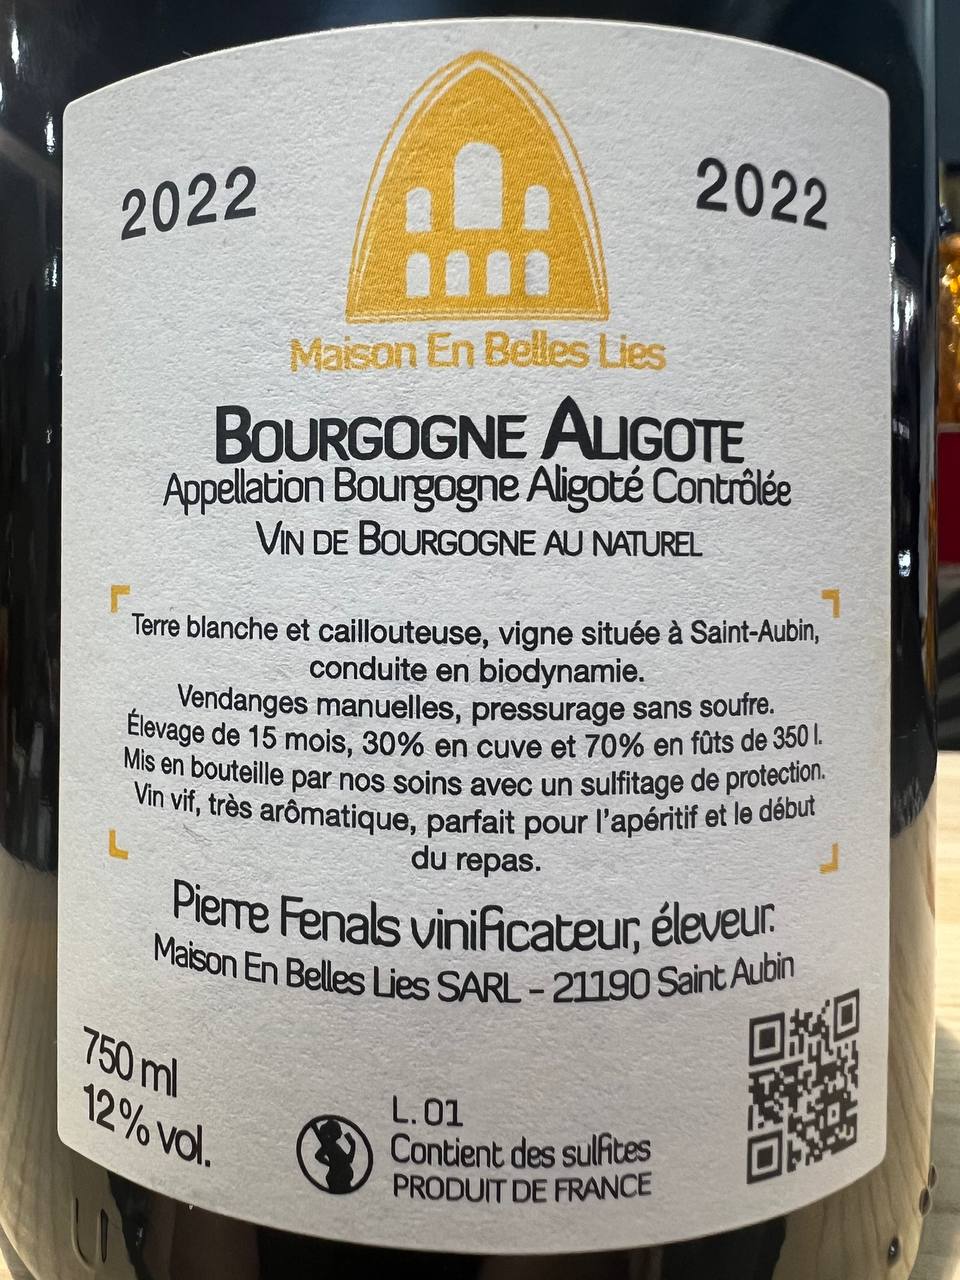 2022
2022
Maison En Belles Lies
BOURGOGNE ALIGOTE
Appellation Bourgogne Aligoté Contrôlée
VIN DE BOURGOGNE AU NATUREL
Terre blanche et caillouteuse, vigne située à Saint-Aubin,
conduite en biodynamie.
Vendanges manuelles, pressurage sans soufre.
Élevage de 15 mois, 30% en cuve et 70% en fûts de 350 l.
Mis en bouteille par nos soins avec un sulfitage de protection.
Vin vif, très arômatique, parfait pour l'apéritif et le début
du repas.
Pierre Fenals vinificateur, éleveur.
Maison En Belles Lies SARL - 21190 Saint Aubin
750 ml
12% vol.
L. 01
Contient des sulfites
PRODUIT DE FRANCE